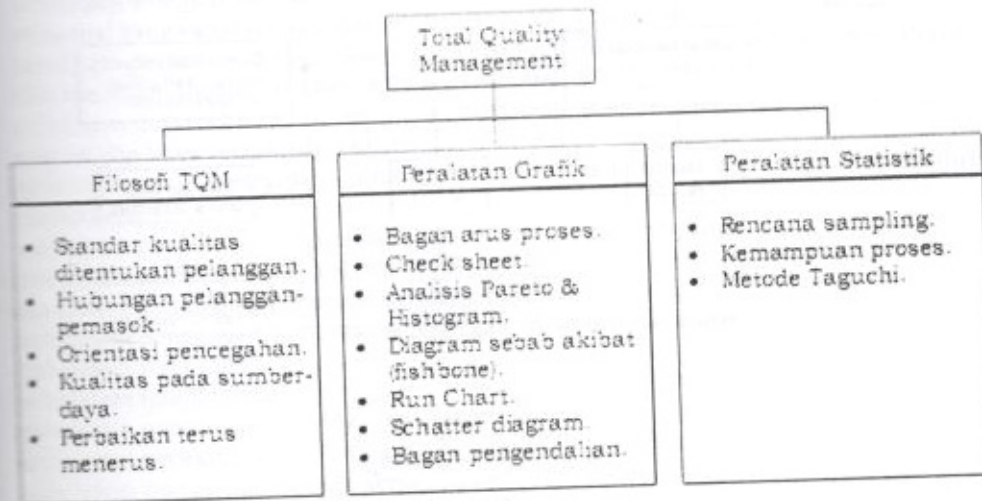 Total Quality
Management
Filosofi TQM
• Standar kualitas
ditentukan pelanggan.
• Hubungan pelanggan-
pemasok.
• Orientasi pencegahan.
• Kualitas pada sumber-
daya.
• Perbaikan terus
menerus.
Peralatan Grafik
• Bagan arus proses.
• Check sheet.
• Analisis Pareto &
Histogram.
• Diagram sebab akibat
(fishbone).
• Run Chart.
• Schatter diagram.
• Bagan pengendalian.
Peralatan Statistik
• Rencana sampling.
• Kemampuan proses.
• Metode Taguchi.